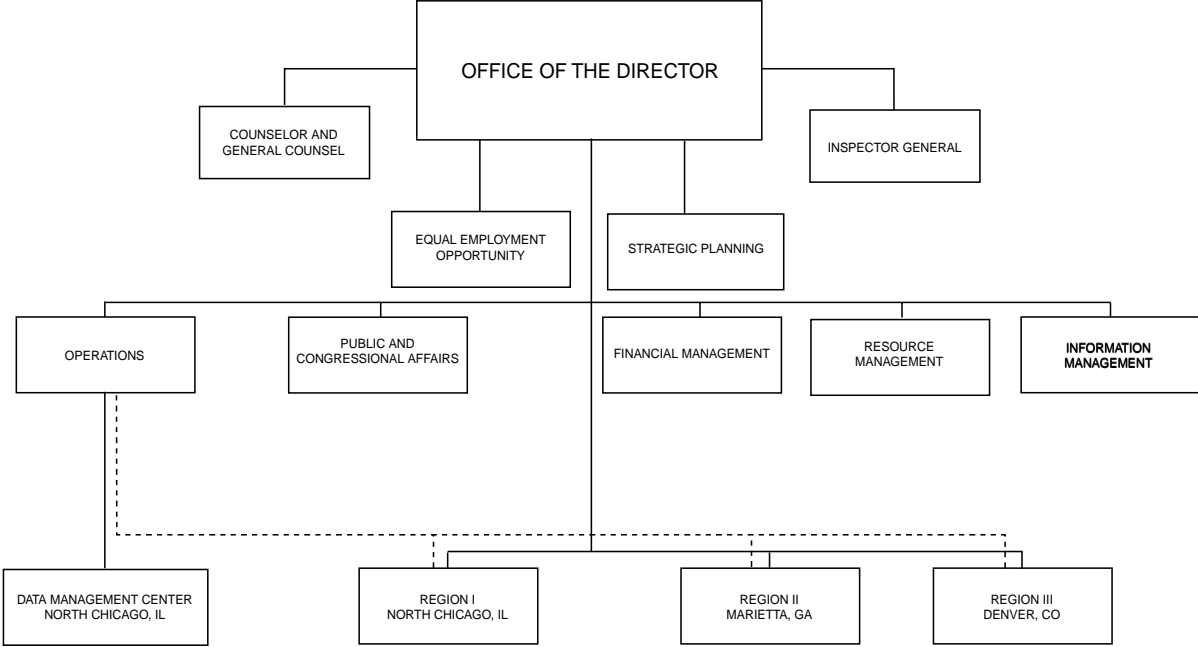 OFFICE OF THE DIRECTOR
COUNSELOR AND
GENERAL COUNSEL
INSPECTOR GENERAL
EQUAL EMPLOYMENT
OPPORTUNITY
STRATEGIC PLANNING
OPERATIONS
PUBLIC AND
CONGRESSIONAL AFFAIRS
FINANCIAL MANAGEMENT
RESOURCE
MANAGEMENT
INFORMATION
MANAGEMENT
DATA MANAGEMENT CENTER
NORTH CHICAGO, IL
REGION I
NORTH CHICAGO, IL
REGION II
MARIETTA, GA
REGION III
DENVER, CO